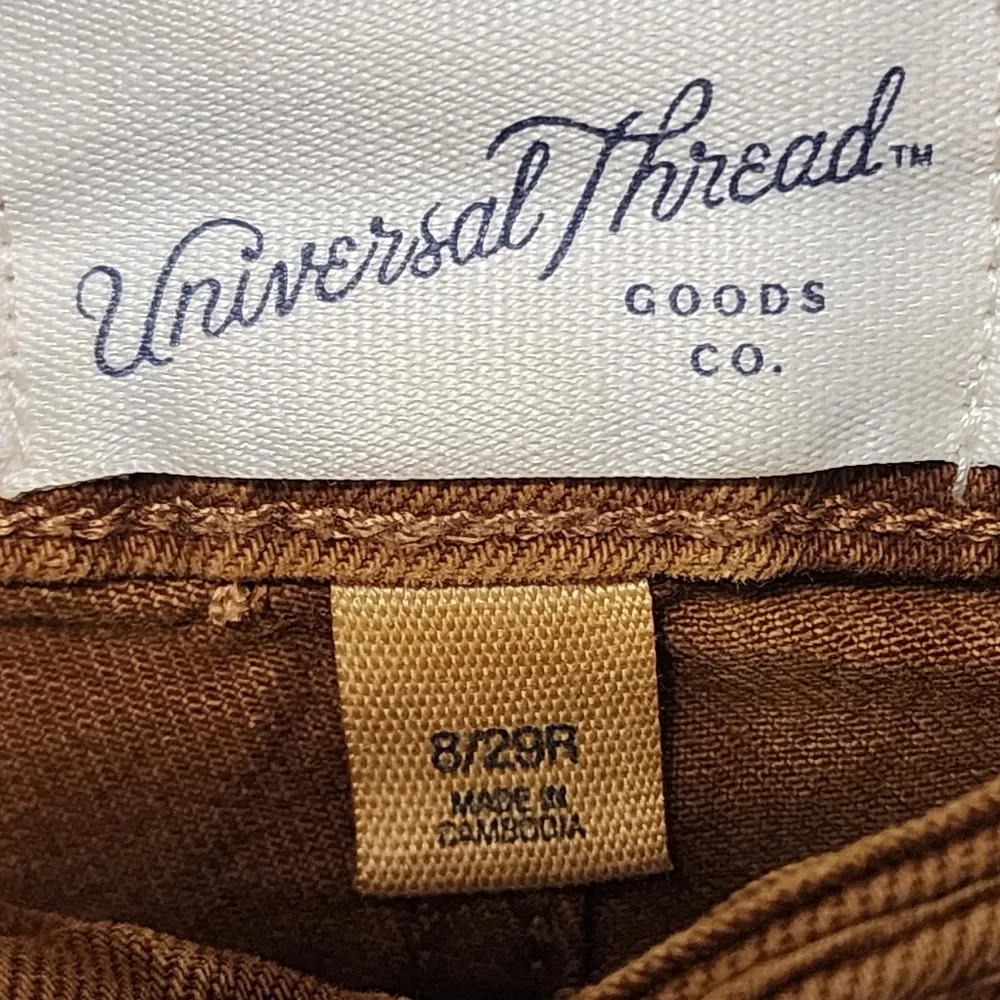 Universal Thread™
GOODS
CO.
8/29R
MADE IN
CAMBODIA